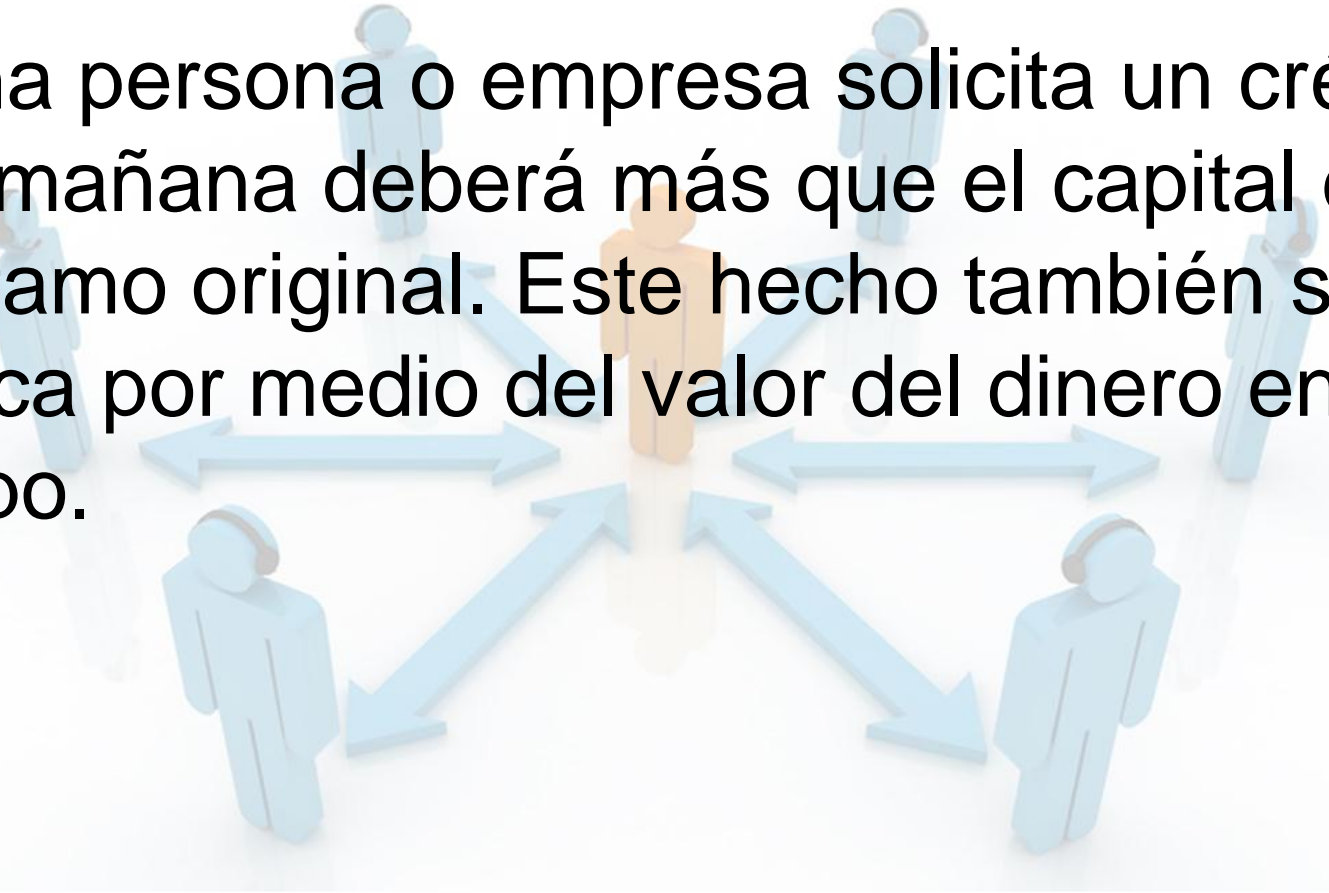 na persona o empresa solicita un cré
mañana deberá más que el capital
amo original. Este hecho también s
ca por medio del valor del dinero en
po.